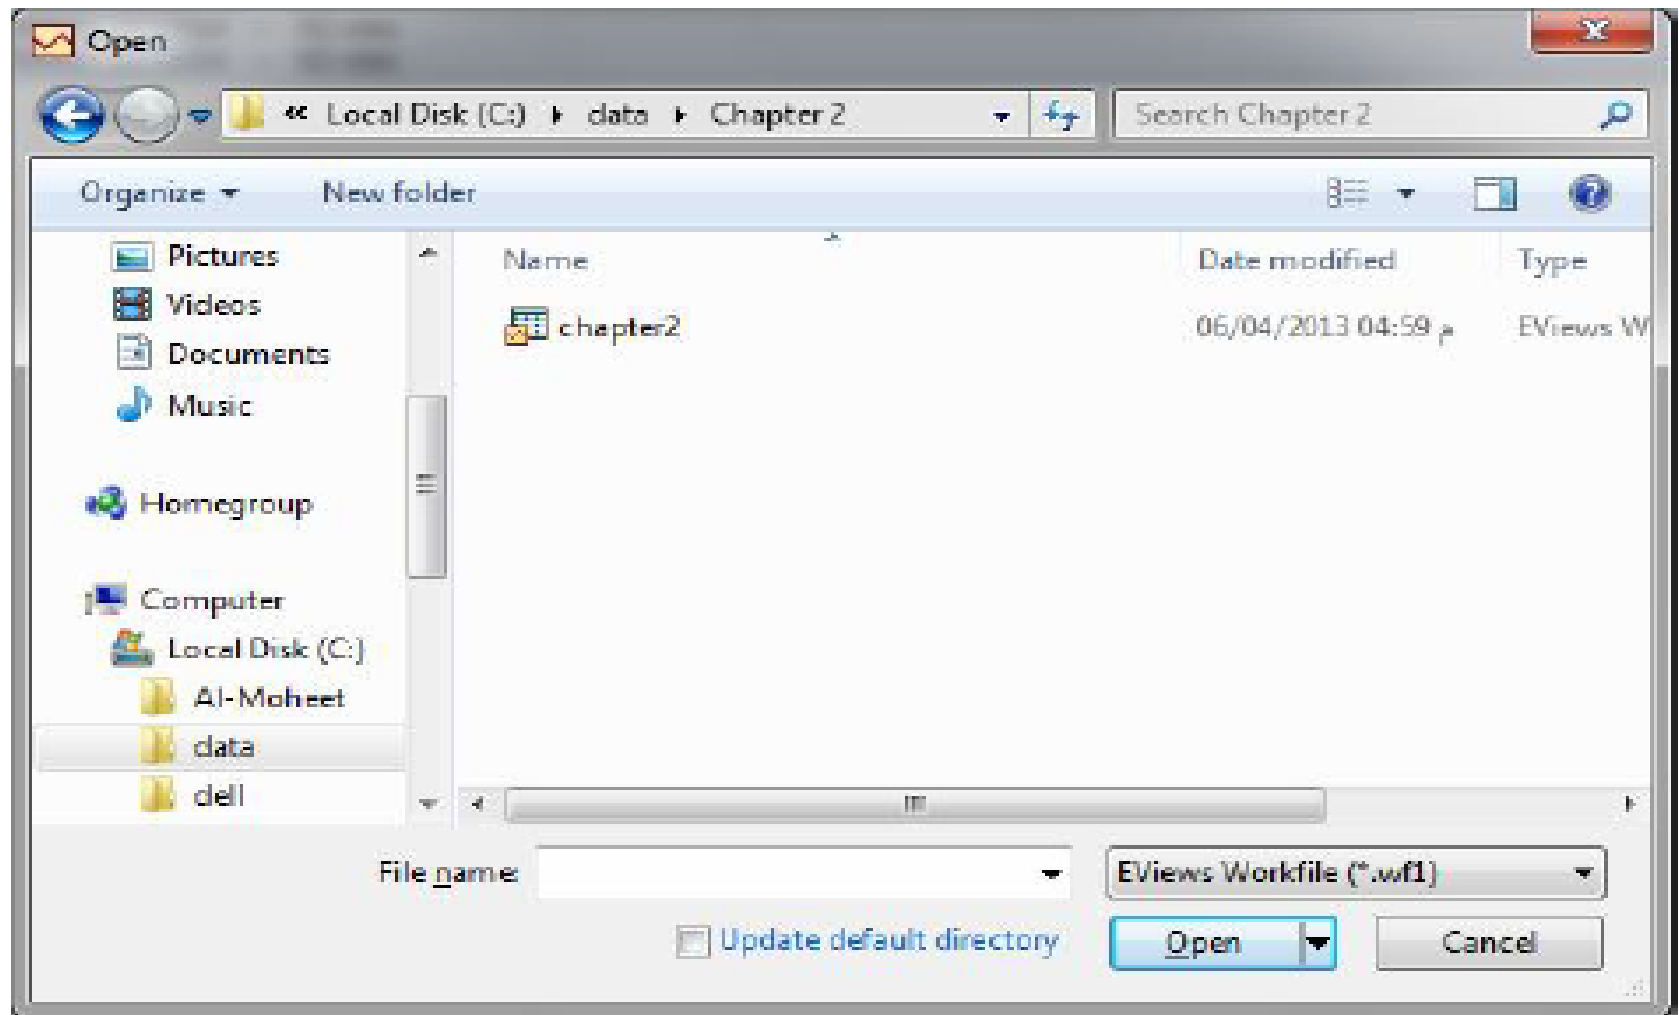 Open
« Local Disk (C:) ▸ data ▸ Chapter 2
Search Chapter 2
Organize
New folder
Pictures
Videos
Documents
Music
Homegroup
Computer
Local Disk (C:)
Al-Moheet
data
dell
Name
Date modified
Type
chapter2
06/04/2013 04:59 م
EViews W
File name:
EViews Workfile (*.wf1)
Update default directory
Open
Cancel